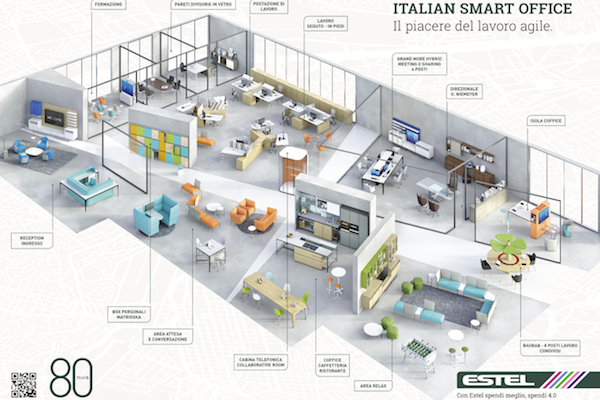 ITALIAN SMART OFFICE
Il piacere del lavoro agile.
FORMAZIONE
PARETI DIVISORIE IN VETRO
POSTAZIONE DI
LAVORO
LAVORO
SEDUTO - IN PIEDI
GRAND MORE HYBRID
MEETING O SHARING
4 POSTI
DIREZIONALE
O. NIEMEYER
ISOLA COFFICE
RECEPTION
INGRESSO
BOX PERSONALI
MATRIOSKA
AREA ATTESA
E CONVERSAZIONE
CABINA TELEFONICA
COLLABORATIVE ROOM
COFFICE
CAFFETTERIA
RISTORANTE
AREA RELAX
BAOBAB - 4 POSTI LAVORO
CONDIVISI
80
YEARS
ESTEL
Con Estel spendi meglio, spendi 4.0